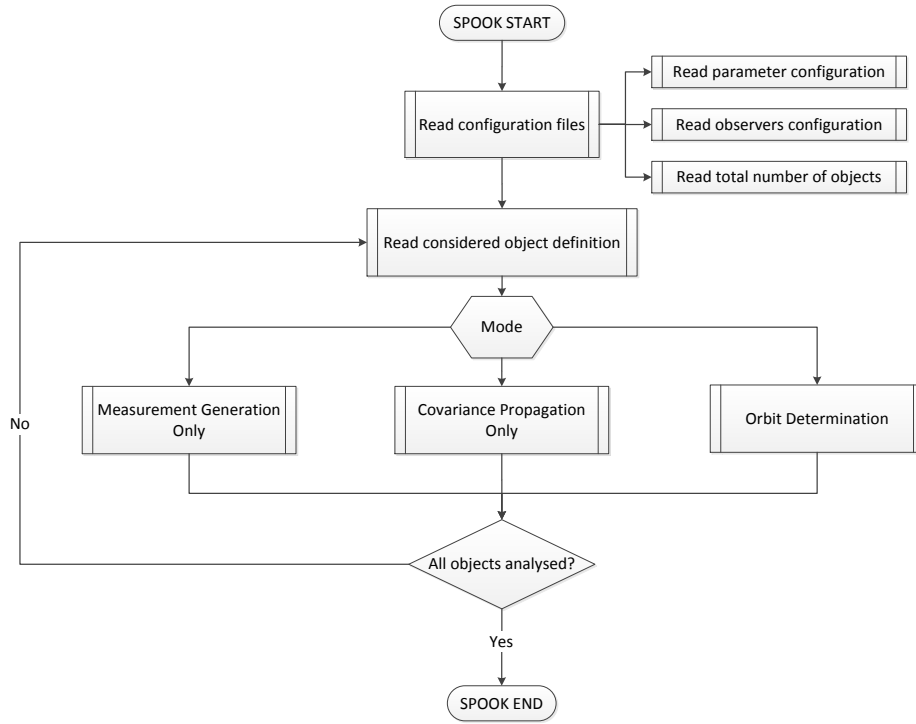 SPOOK START
Read configuration files
Read parameter configuration
Read observers configuration
Read total number of objects
Read considered object definition
Mode
Measurement Generation
Only
Covariance Propagation
Only
Orbit Determination
No
All objects analysed?
Yes
SPOOK END